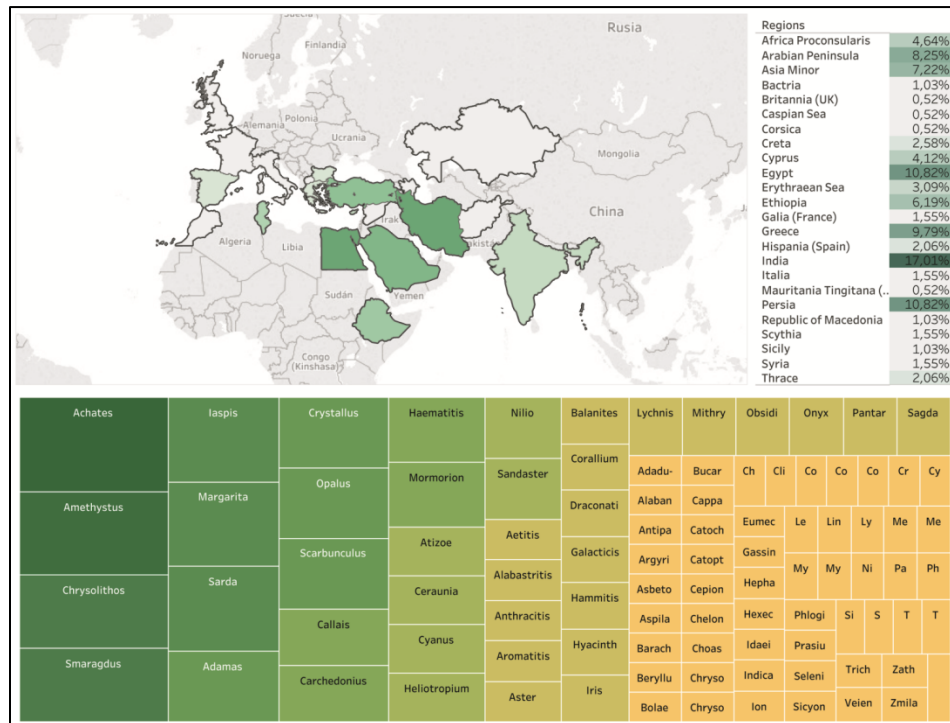 Suecia
Rusia
Finlandia
Noruega
Alemania
Polonia
Ucrania
Mongolia
China
Irak
Pakistán
Argelia
Libia
Sudán
Yemen
Congo
(Kinshasa)
Regions
Africa Proconsularis 4,64%
Arabian Peninsula 8,25%
Asia Minor 7,22%
Bactria 1,03%
Britannia (UK) 0,52%
Caspian Sea 0,52%
Corsica 0,52%
Creta 2,58%
Cyprus 4,12%
Egypt 10,82%
Erythraean Sea 3,09%
Ethiopia 6,19%
Galia (France) 1,55%
Greece 9,79%
Hispania (Spain) 2,06%
India 17,01%
Italia 1,55%
Mauritania Tingitana (.. 0,52%
Persia 10,82%
Republic of Macedonia 1,03%
Scythia 1,55%
Sicily 1,03%
Syria 1,55%
Thrace 2,06%
Achates
Amethystus
Chrysolithos
Smaragdus
Iaspis
Margarita
Sarda
Adamas
Crystallus
Opalus
Scarbunculus
Callais
Carchedonius
Haematitis
Mormorion
Atizoe
Ceraunia
Cyanus
Heliotropium
Nilio
Sandaster
Aetitis
Alabastritis
Anthracitis
Aromatitis
Aster
Balanites
Corallium
Draconati
Galacticis
Hammitis
Hyacinth
Iris
Lychnis Mithry Obsidi Onyx Pantar Sagda
Adadu- Bucar
Alaban Cappa
Antipa Catoch
Argyri Catopt
Asbeto Cepion
Aspila Chelon
Barach Choas
Beryllu Chryso
Bolae Chryso
Ch Cli Co Co Co Cr Cy
Eumec
Gassin
Hepha
Hexec
Idaei
Indica
Ion
Le Lin Ly Me Me
My My Ni Pa Ph
Phlogi
Prasiu
Seleni
Sicyon
Si S T T
Trich Zath
Veien Zmila